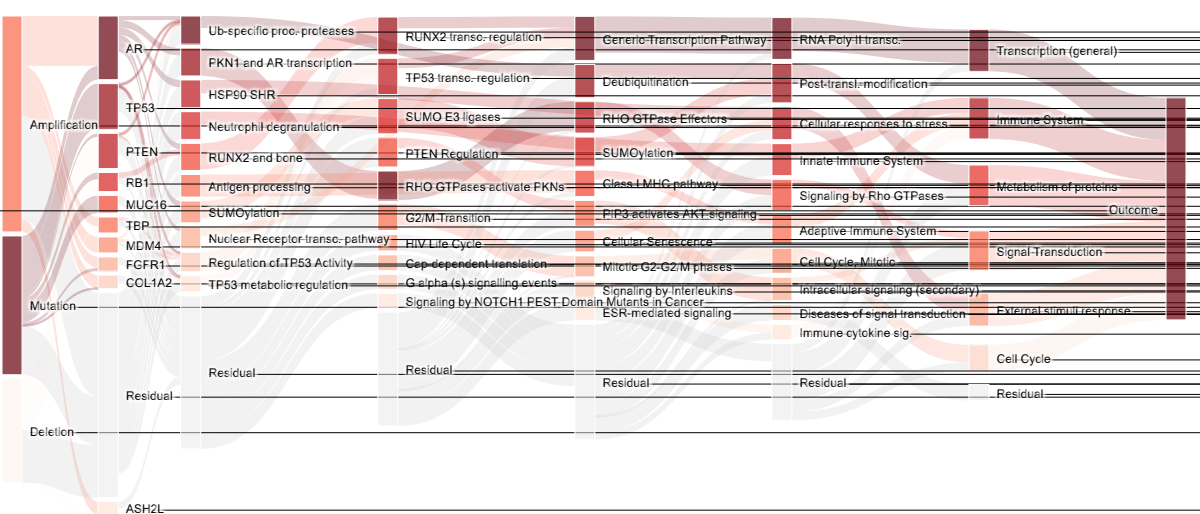 Amplification
Mutation
Deletion
AR
TP53
PTEN
RB1
MUC16
TBP
MDM4
FGFR1
COL1A2
Residual
ASH2L
Ub-specific proc. proteases
PKN1 and AR transcription
HSP90 SHR
Neutrophil degranulation
RUNX2 and bone
Antigen processing
SUMOylation
Nuclear Receptor transc. pathway
Regulation of TP53 Activity
TP53 metabolic regulation
Residual
RUNX2 transc. regulation
TP53 transc. regulation
SUMO E3 ligases
PTEN Regulation
RHO GTPases activate PKNs
G2/M Transition
HIV Life Cycle
Cap-dependent translation
G alpha (s) signalling events
Signaling by NOTCH1 PEST Domain Mutants in Cancer
Residual
Generic Transcription Pathway
Deubiquitination
RHO GTPase Effectors
SUMOylation
Class I MHC pathway
PIP3 activates AKT signaling
Cellular Senescence
Mitotic G2-G2/M phases
Signaling by Interleukins
ESR-mediated signaling
Residual
RNA Poly II transc.
Post-transl. modification
Cellular responses to stress
Innate Immune System
Signaling by Rho GTPases
Adaptive Immune System
Cell Cycle, Mitotic
Intracellular signaling (secondary)
Diseases of signal transduction
Immune cytokine sig.
Residual
Transcription (general)
Immune System
Metabolism of proteins
Signal Transduction
External stimuli response
Cell Cycle
Residual
Outcome